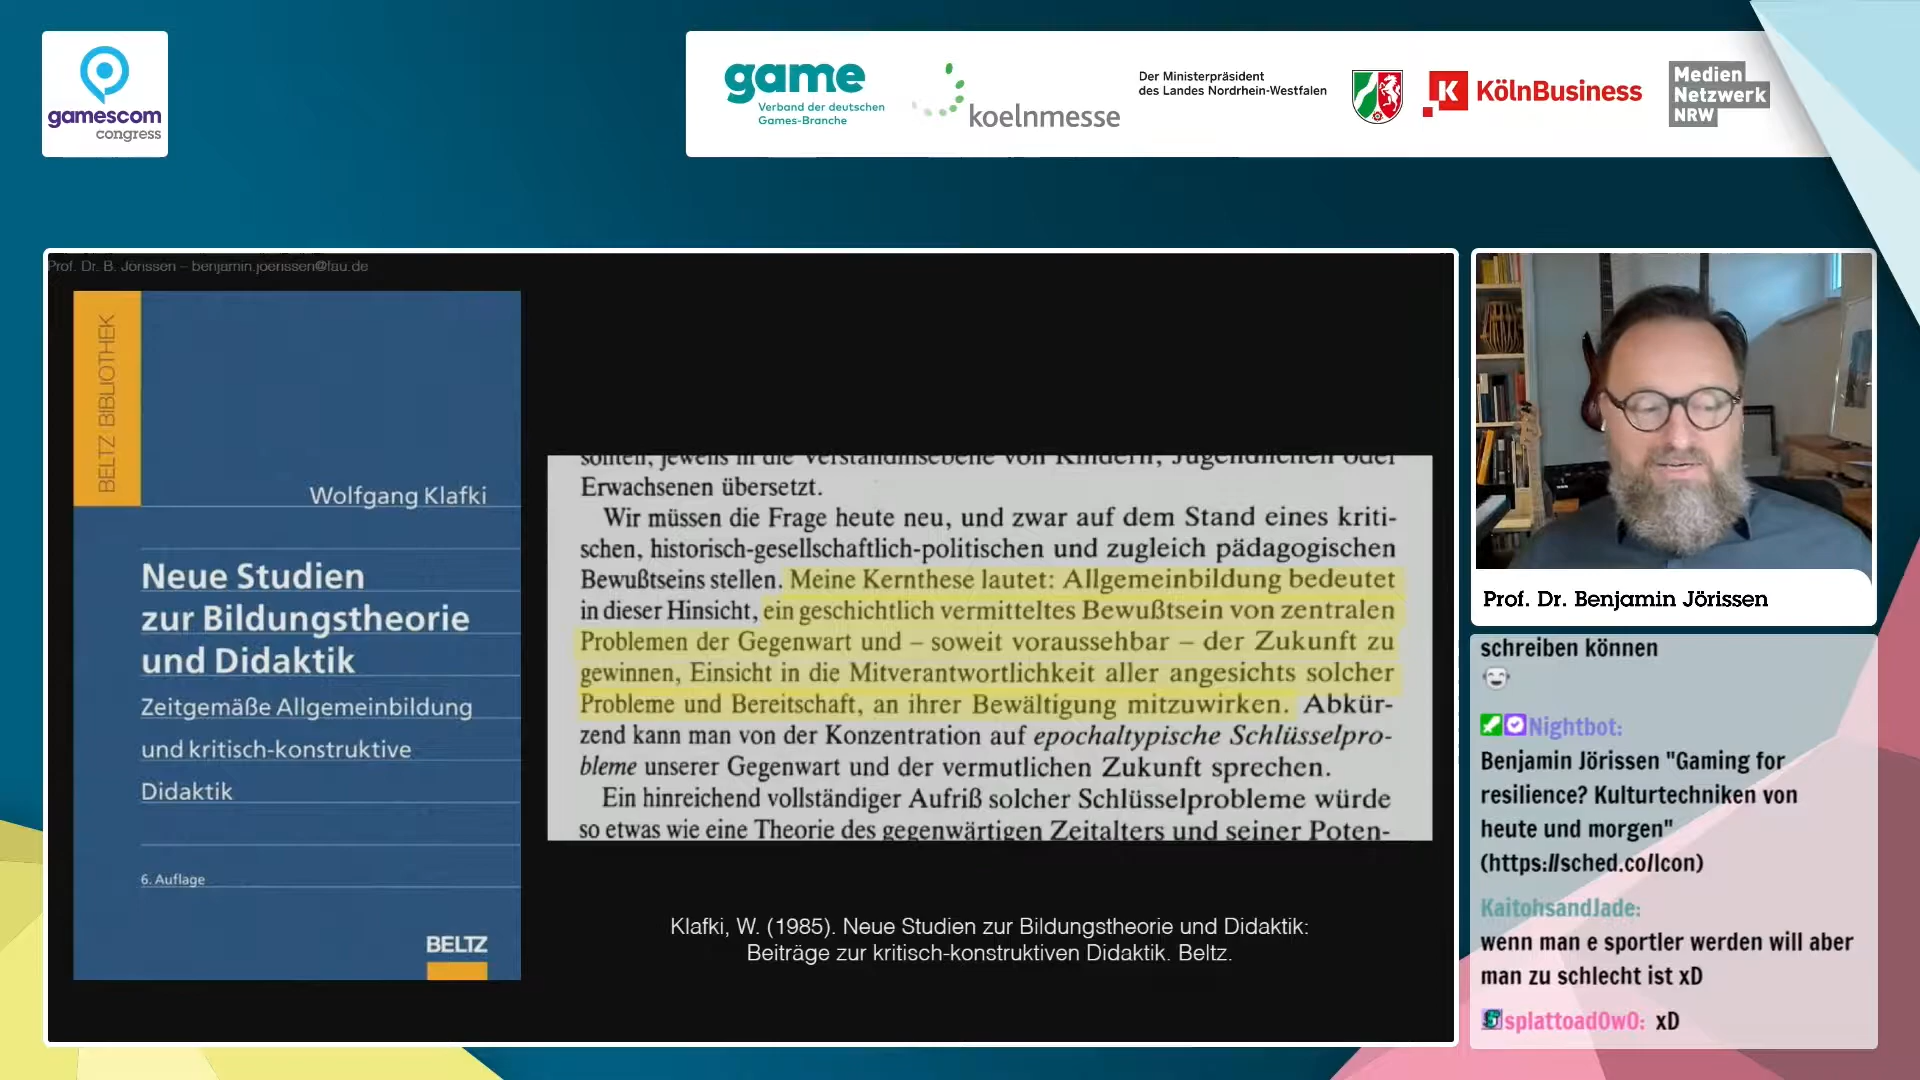 gamescom
congress
game
Verband der deutschen
Games-Branche
koelnmesse
Der Ministerpräsident
des Landes Nordrhein-Westfalen
K KölnBusiness
Medien
Netzwerk
NRW
Prof. Dr. B. Jörissen – benjamin.joerissen@fau.de
BELTZ BIBLIOTHEK
Wolfgang Klafki
Neue Studien
zur Bildungstheorie
und Didaktik
Zeitgemäße Allgemeinbildung
und kritisch-konstruktive
Didaktik
6. Auflage
BELTZ
sollten, jeweils in die Verständnisebene von Kindern, Jugendlichen oder
Erwachsenen übersetzt.
Wir müssen die Frage heute neu, und zwar auf dem Stand eines kriti-
schen, historisch-gesellschaftlich-politischen und zugleich pädagogischen
Bewußtseins stellen. Meine Kernthese lautet: Allgemeinbildung bedeutet
in dieser Hinsicht, ein geschichtlich vermitteltes Bewußtsein von zentralen
Problemen der Gegenwart und – soweit voraussehbar – der Zukunft zu
gewinnen, Einsicht in die Mitverantwortlichkeit aller angesichts solcher
Probleme und Bereitschaft, an ihrer Bewältigung mitzuwirken. Abkür-
zend kann man von der Konzentration auf epochaltypische Schlüsselpro-
bleme unserer Gegenwart und der vermutlichen Zukunft sprechen.
Ein hinreichend vollständiger Aufriß solcher Schlüsselprobleme würde
so etwas wie eine Theorie des gegenwärtigen Zeitalters und seiner Poten-
Klafki, W. (1985). Neue Studien zur Bildungstheorie und Didaktik:
Beiträge zur kritisch-konstruktiven Didaktik. Beltz.
Prof. Dr. Benjamin Jörissen
schreiben können
Nightbot:
Benjamin Jörissen "Gaming for
resilience? Kulturtechniken von
heute und morgen"
(https://sched.co/lcon)
KaitohsandJade:
wenn man e sportler werden will aber
man zu schlecht ist xD
splattoadOwO: xD